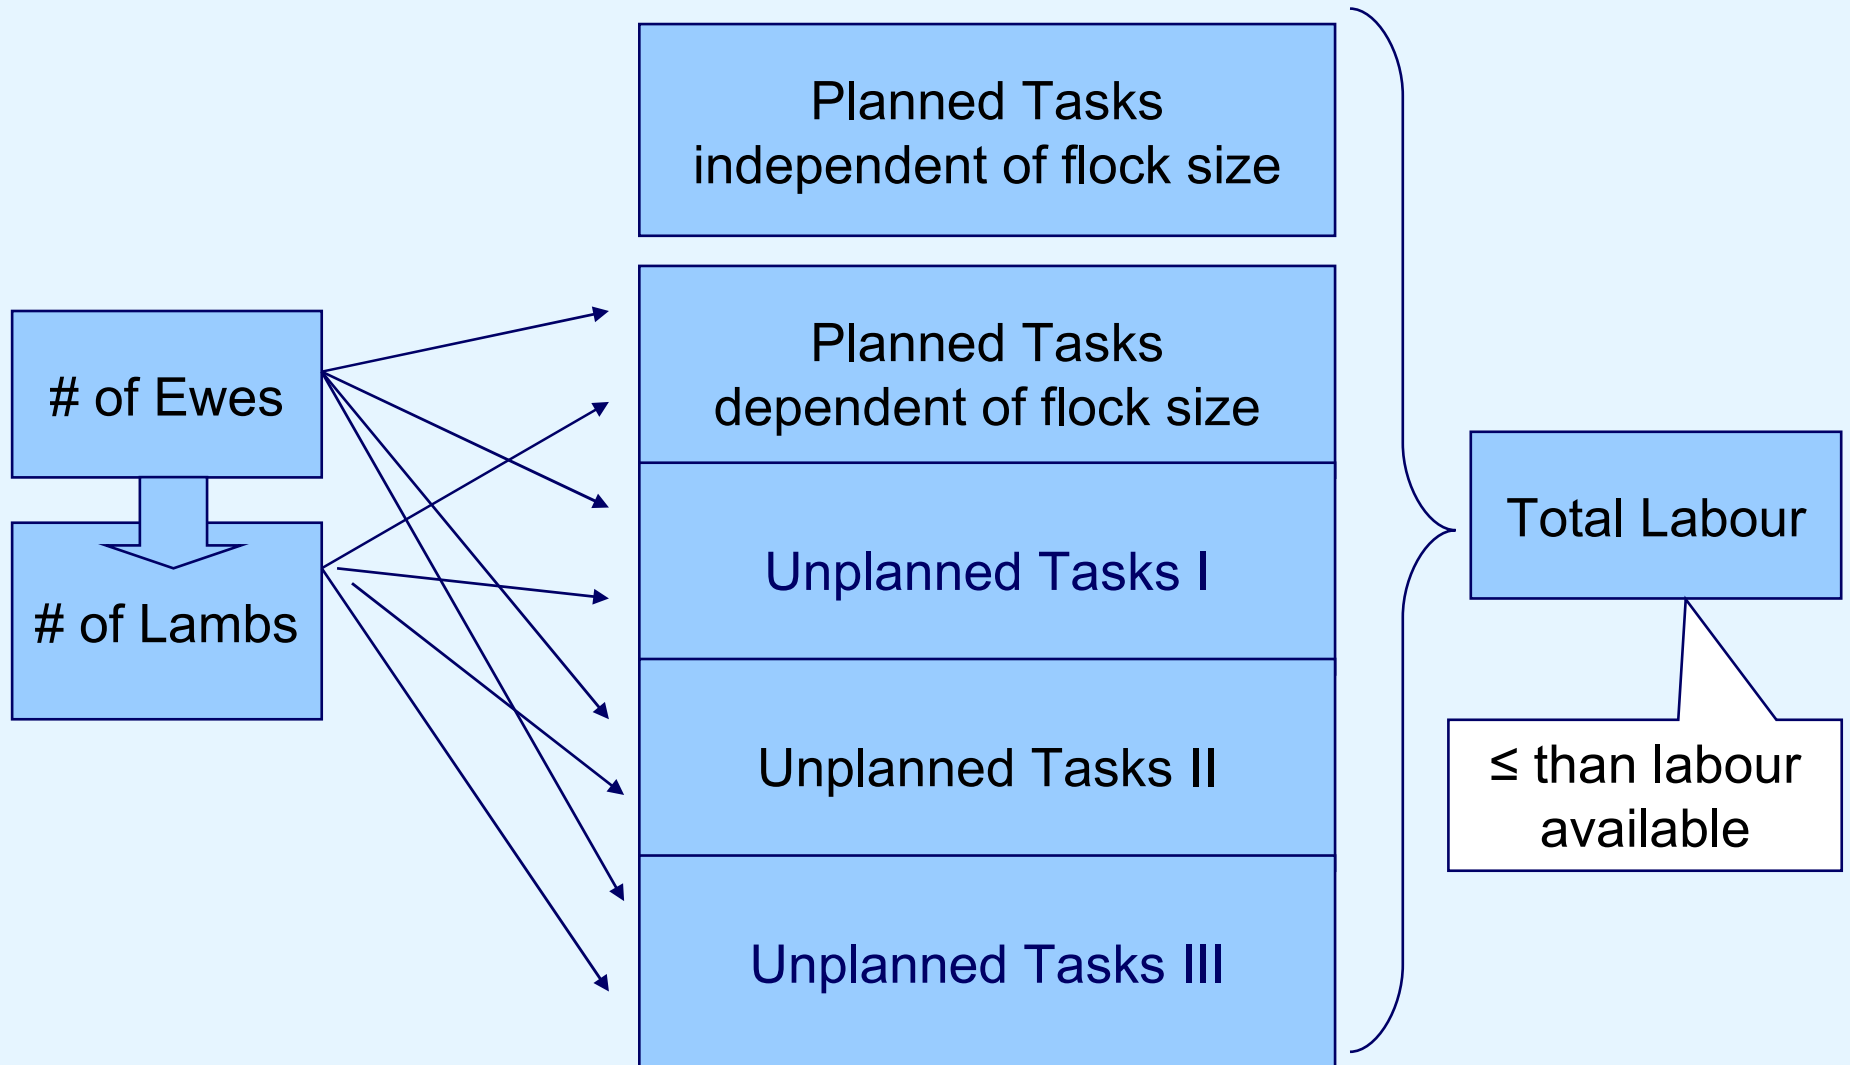 Planned Tasks
independent of flock size
# of Ewes
# of Lambs
Planned Tasks
dependent of flock size
Unplanned Tasks I
Unplanned Tasks II
Unplanned Tasks III
Total Labour
≤ than labour
available